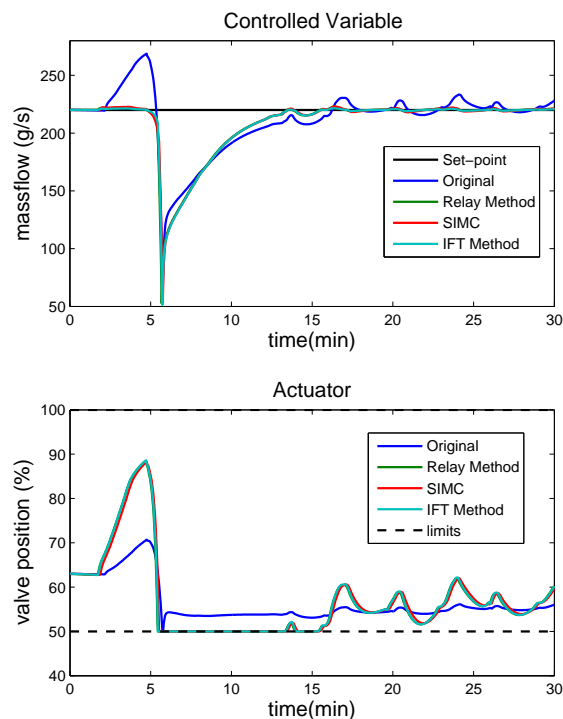 Controlled Variable
massflow (g/s)
250
200
150
100
50
0
5
10
15
20
25
30
time(min)
Set-point
Original
Relay Method
SIMC
IFT Method
Actuator
valve position (%)
100
90
80
70
60
50
40
0
5
10
15
20
25
30
time(min)
Original
Relay Method
SIMC
IFT Method
limits